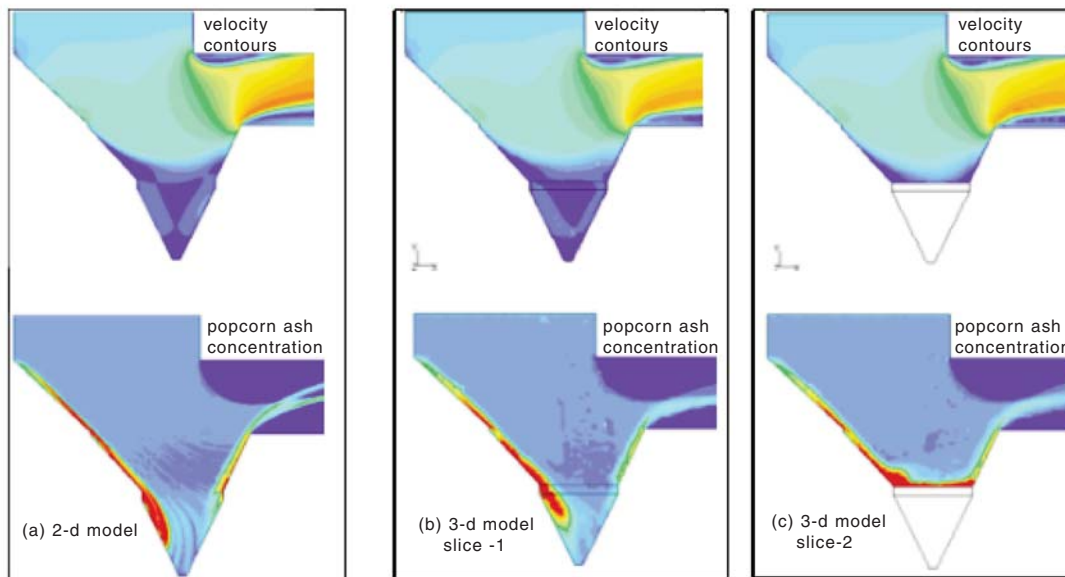 velocity
contours
popcorn ash
concentration
(a) 2-d model
velocity
contours
popcorn ash
concentration
(b) 3-d model
slice -1
velocity
contours
popcorn ash
concentration
(c) 3-d model
slice-2